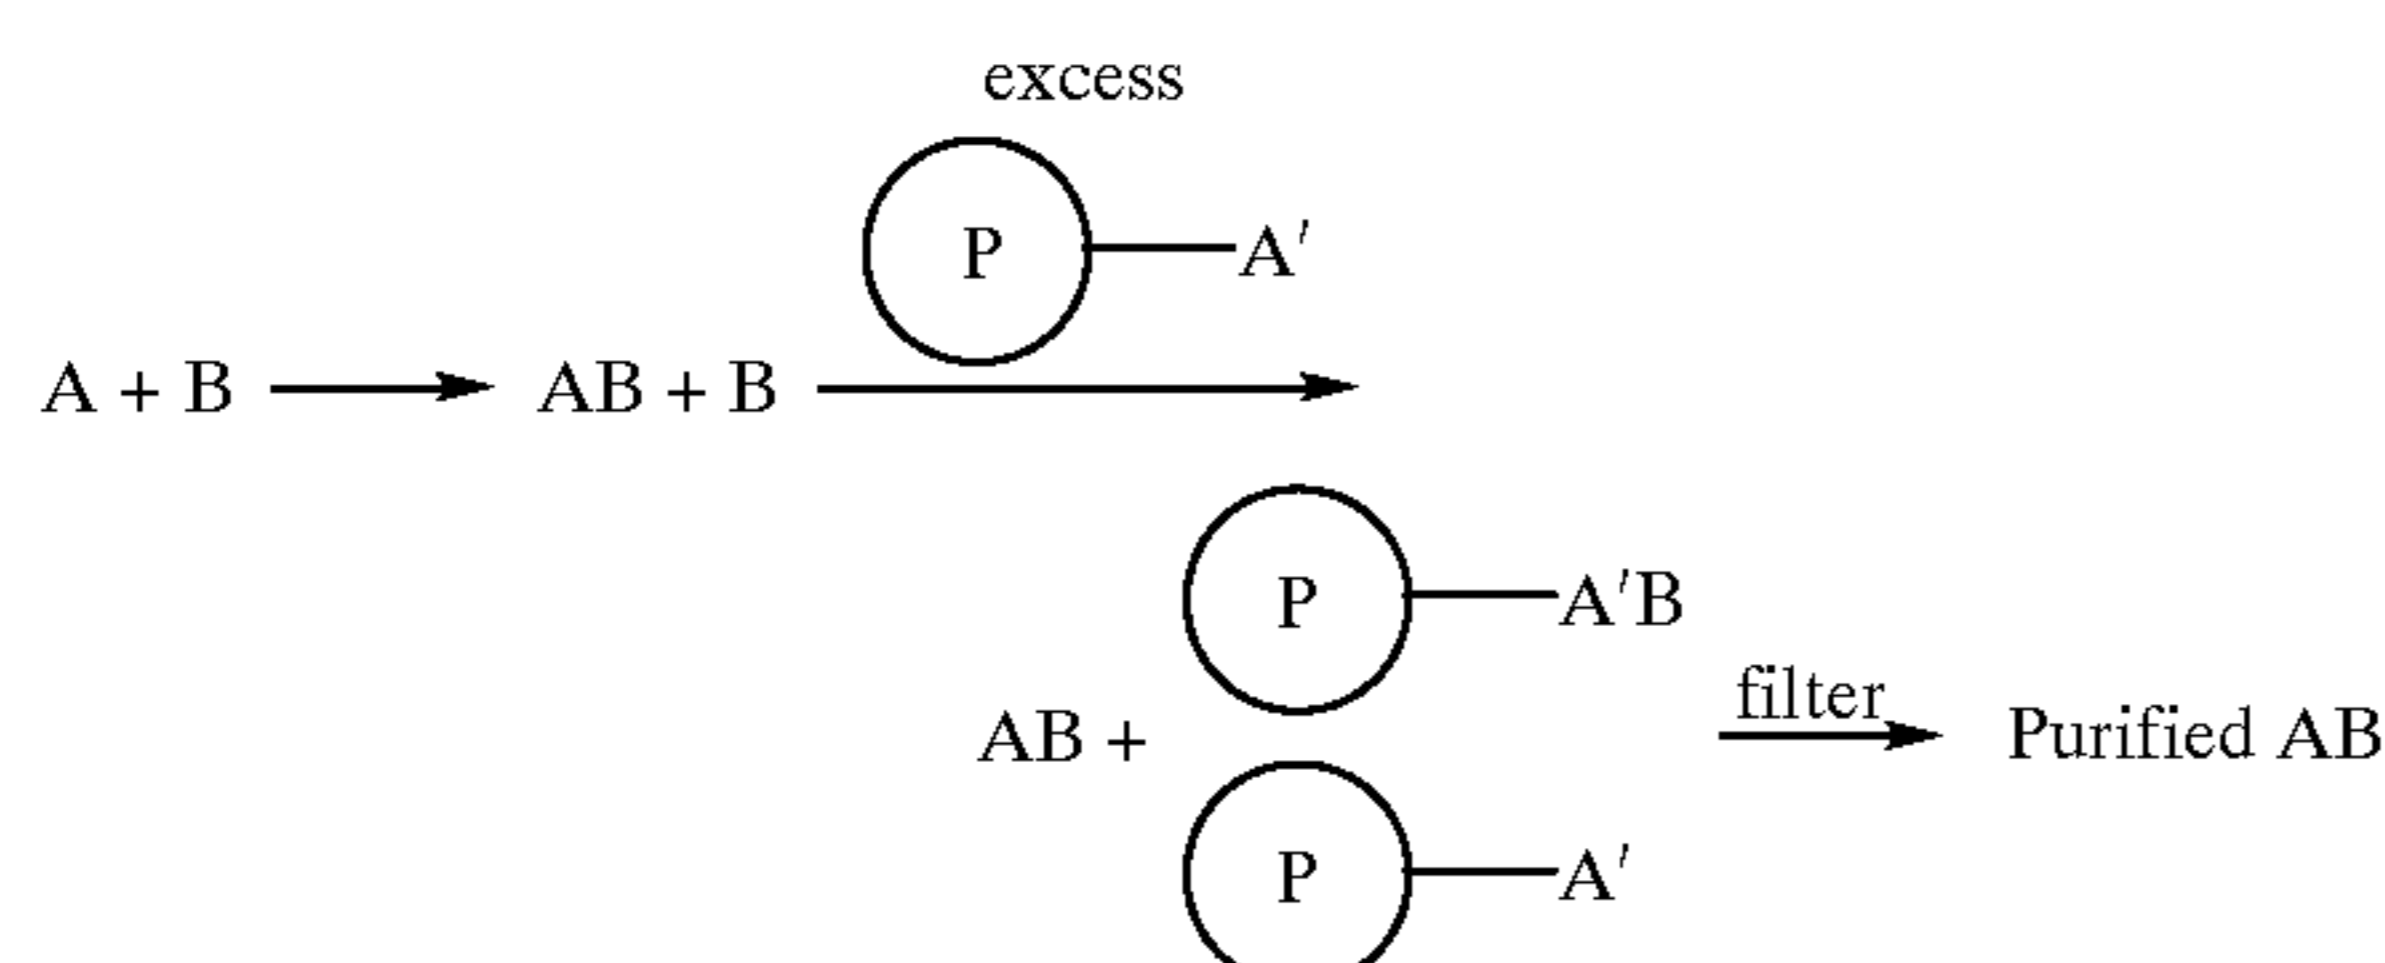 excess
P—A′
A + B ⟶ AB + B ⟶
P—A′B
AB +
filter
Purified AB
P—A′